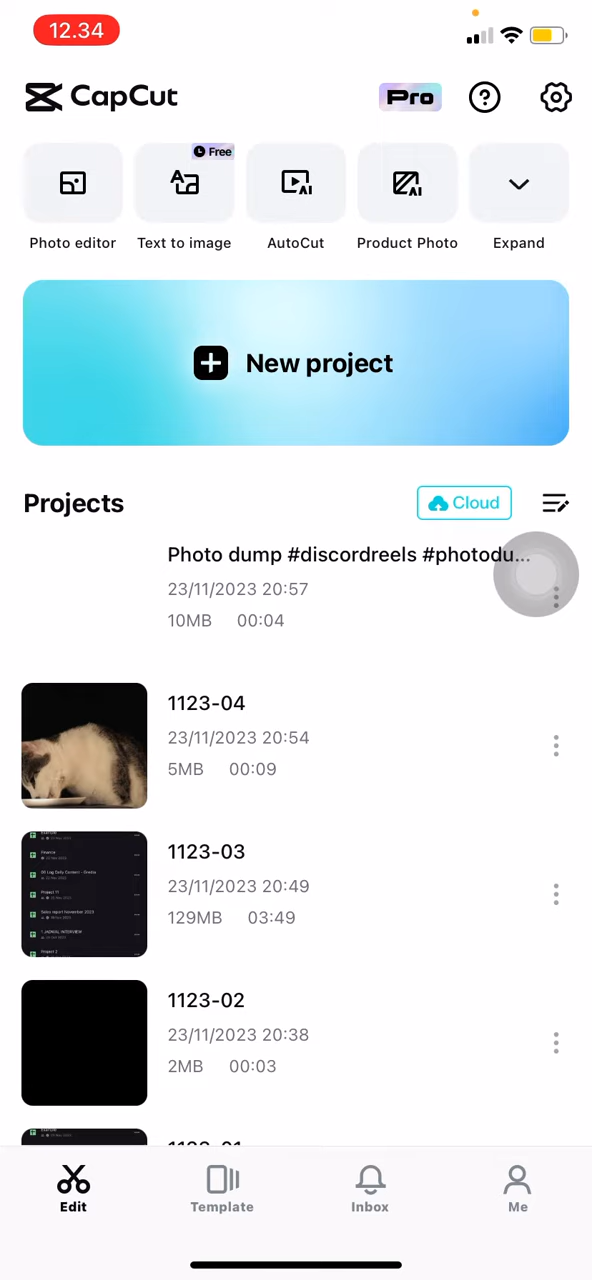 12.34
CapCut
Pro
Free
Photo editor
Text to image
AutoCut
Product Photo
Expand
New project
Projects
Cloud
Photo dump #discordreels #photodu...
23/11/2023 20:57
10MB 00:04
1123-04
23/11/2023 20:54
5MB 00:09
1123-03
23/11/2023 20:49
129MB 03:49
1123-02
23/11/2023 20:38
2MB 00:03
Edit
Template
Inbox
Me